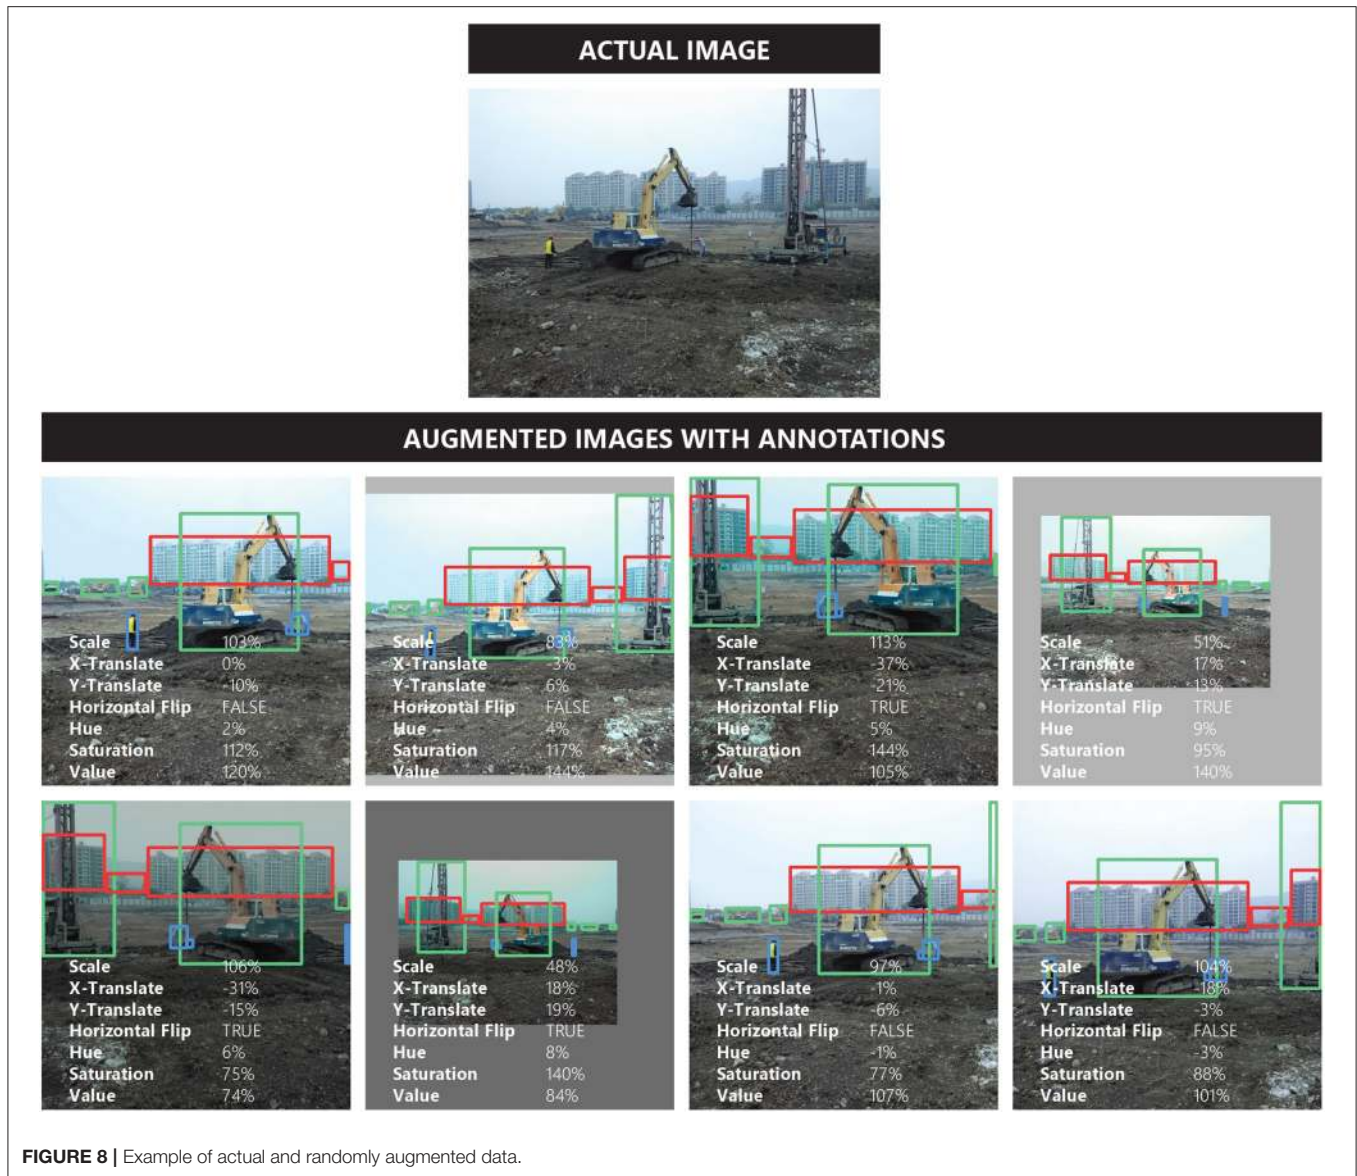 ACTUAL IMAGE
AUGMENTED IMAGES WITH ANNOTATIONS
Scale 103%
X-Translate 0%
Y-Translate -10%
Horizontal Flip FALSE
Hue 2%
Saturation 112%
Value 120%
Scale 83%
X-Translate -3%
Y-Translate 6%
Horizontal Flip FALSE
Hue 4%
Saturation 117%
Value 144%
Scale 113%
X-Translate -37%
Y-Translate -21%
Horizontal Flip TRUE
Hue 5%
Saturation 144%
Value 105%
Scale 51%
X-Translate 17%
Y-Translate 13%
Horizontal Flip TRUE
Hue 9%
Saturation 95%
Value 140%
Scale 106%
X-Translate -31%
Y-Translate -15%
Horizontal Flip TRUE
Hue 6%
Saturation 75%
Value 74%
Scale 48%
X-Translate 18%
Y-Translate 19%
Horizontal Flip TRUE
Hue 8%
Saturation 140%
Value 84%
Scale 97%
X-Translate -1%
Y-Translate -6%
Horizontal Flip FALSE
Hue -1%
Saturation 77%
Value 107%
Scale 104%
X-Translate -18%
Y-Translate -3%
Horizontal Flip FALSE
Hue -3%
Saturation 88%
Value 101%
FIGURE 8 | Example of actual and randomly augmented data.